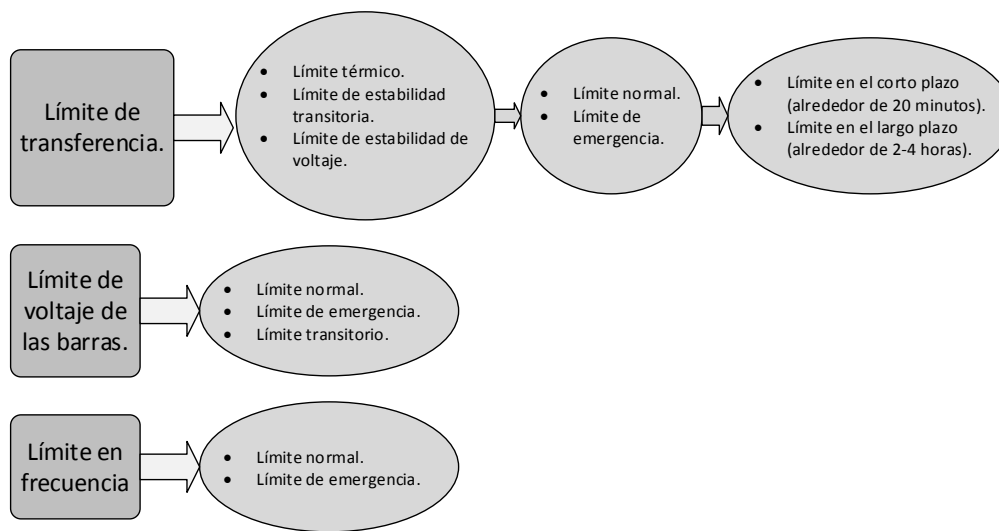 Límite de
transferencia.
• Límite térmico.
• Límite de estabilidad
transitoria.
• Límite de estabilidad de
voltaje.
• Límite normal.
• Límite de
emergencia.
• Límite en el corto plazo
(alrededor de 20 minutos).
• Límite en el largo plazo
(alrededor de 2-4 horas).
Límite de
voltaje de
las barras.
• Límite normal.
• Límite de emergencia.
• Límite transitorio.
Límite en
frecuencia
• Límite normal.
• Límite de emergencia.